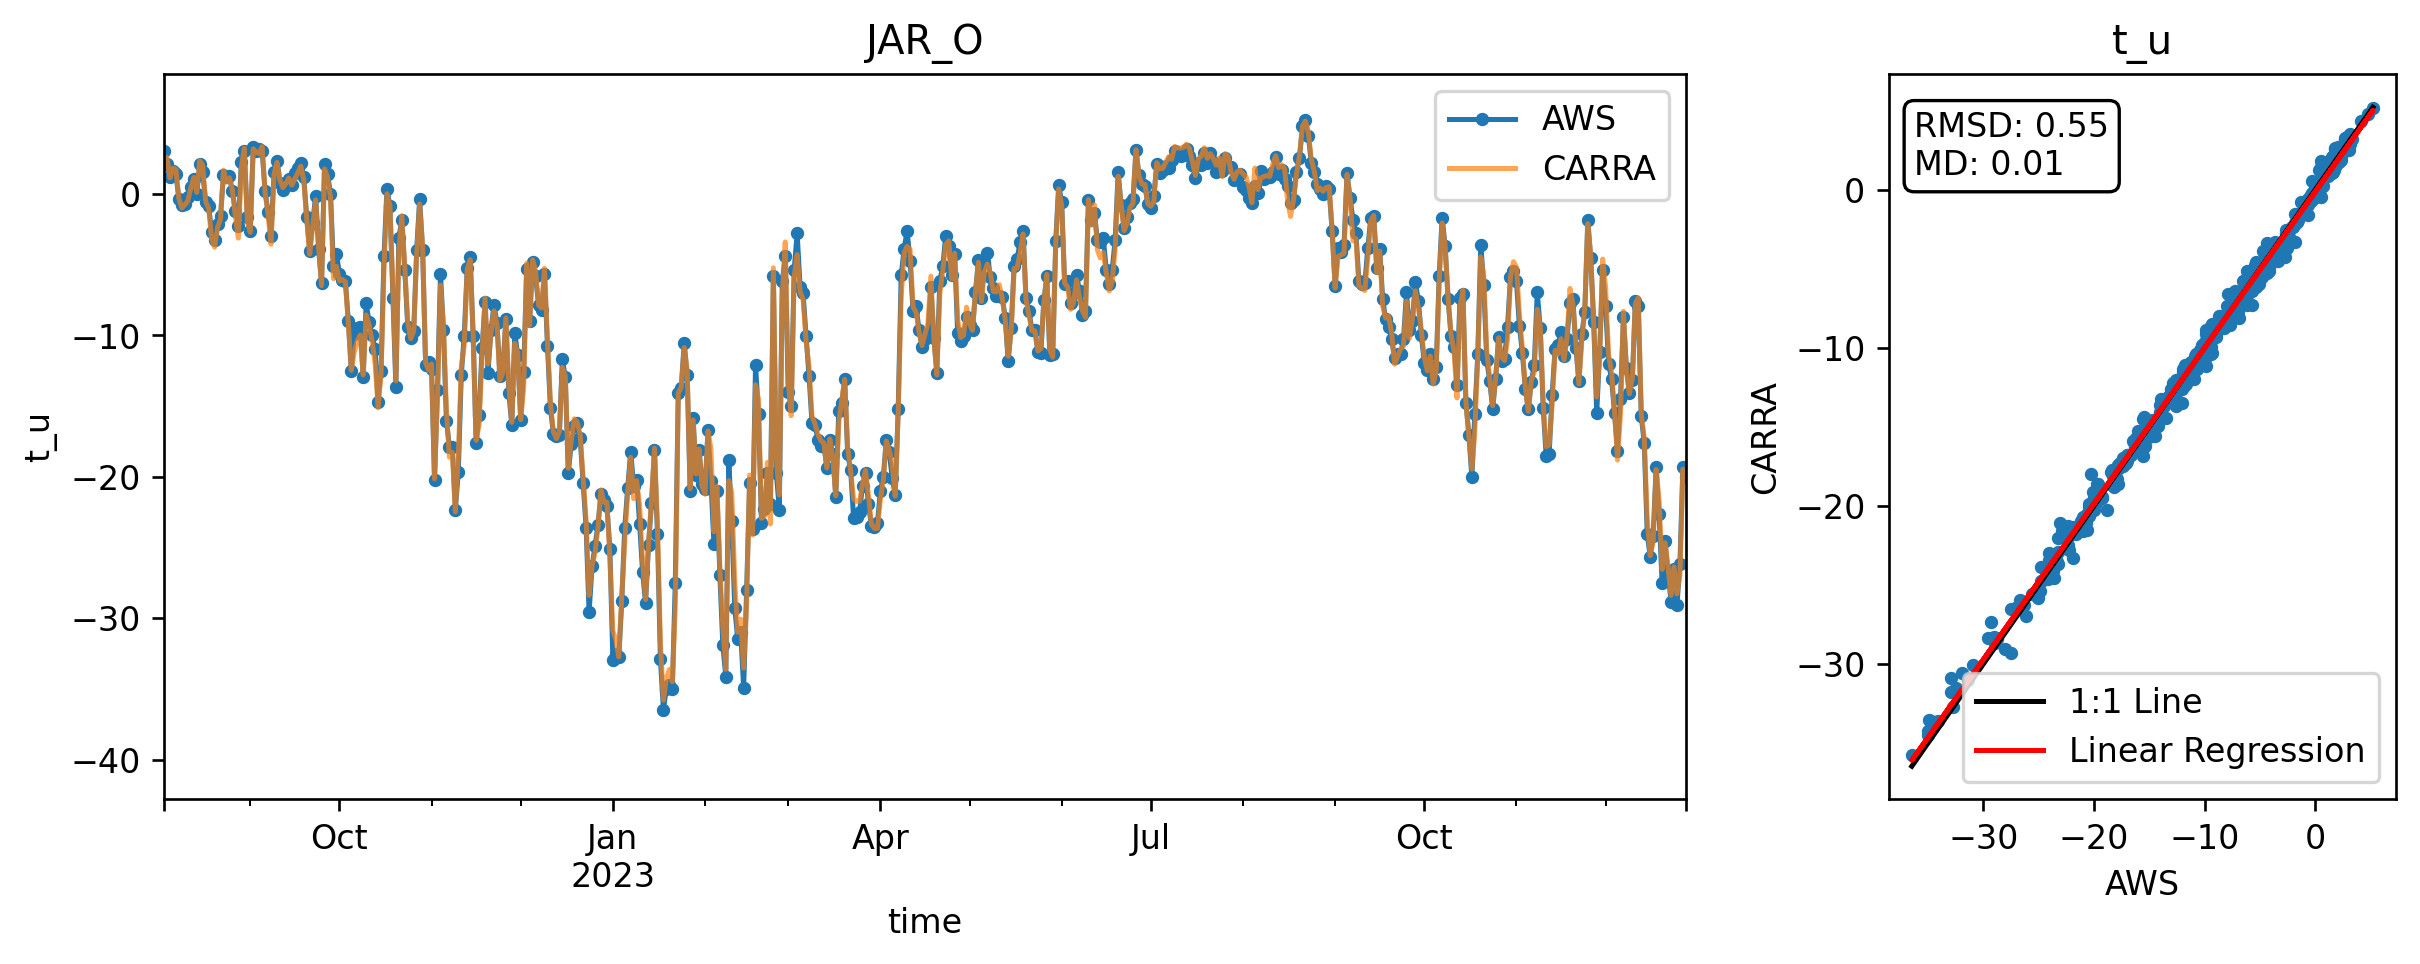 JAR_O
t_u
0
−10
−20
−30
−40
AWS
CARRA
Oct
Jan
2023
Apr
Jul
Oct
time
t_u
CARRA
0
−10
−20
−30
RMSD: 0.55
MD: 0.01
1:1 Line
Linear Regression
−30
−20
−10
0
AWS